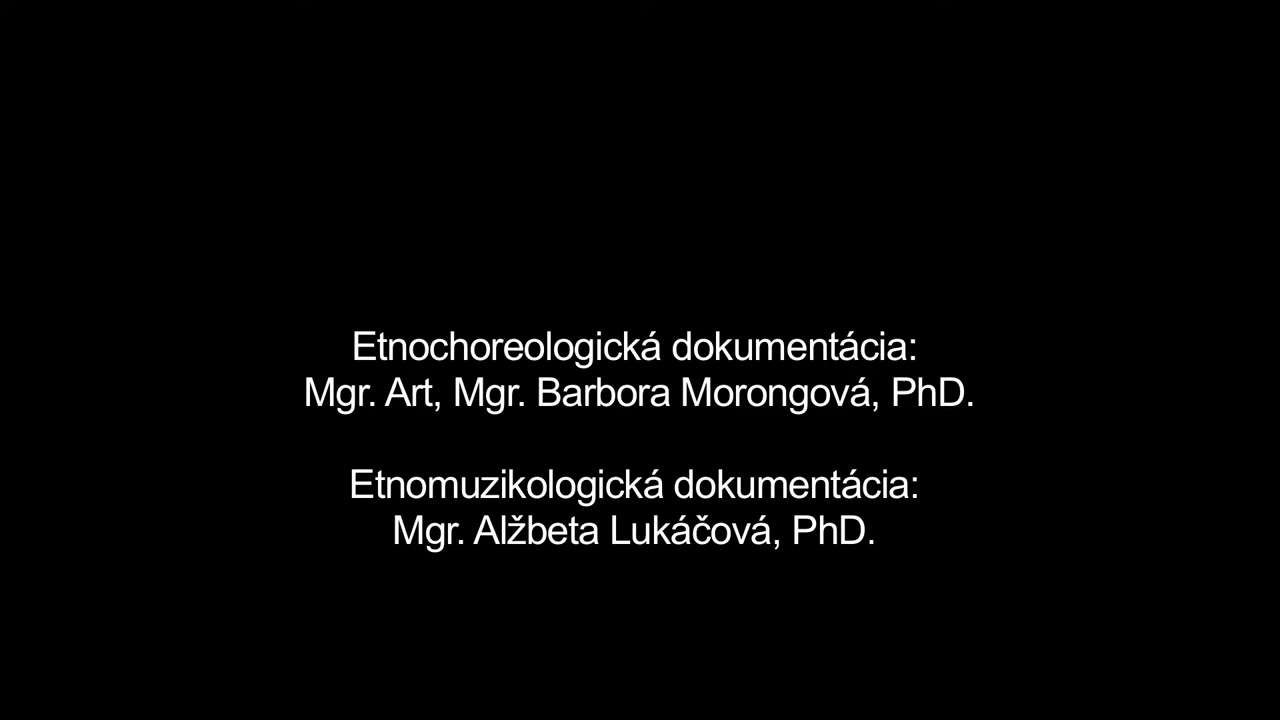 Etnochoreologická dokumentácia:
Mgr. Art, Mgr. Barbora Morongová, PhD.
Etnomuzikologická dokumentácia:
Mgr. Alžbeta Lukáčová, PhD.